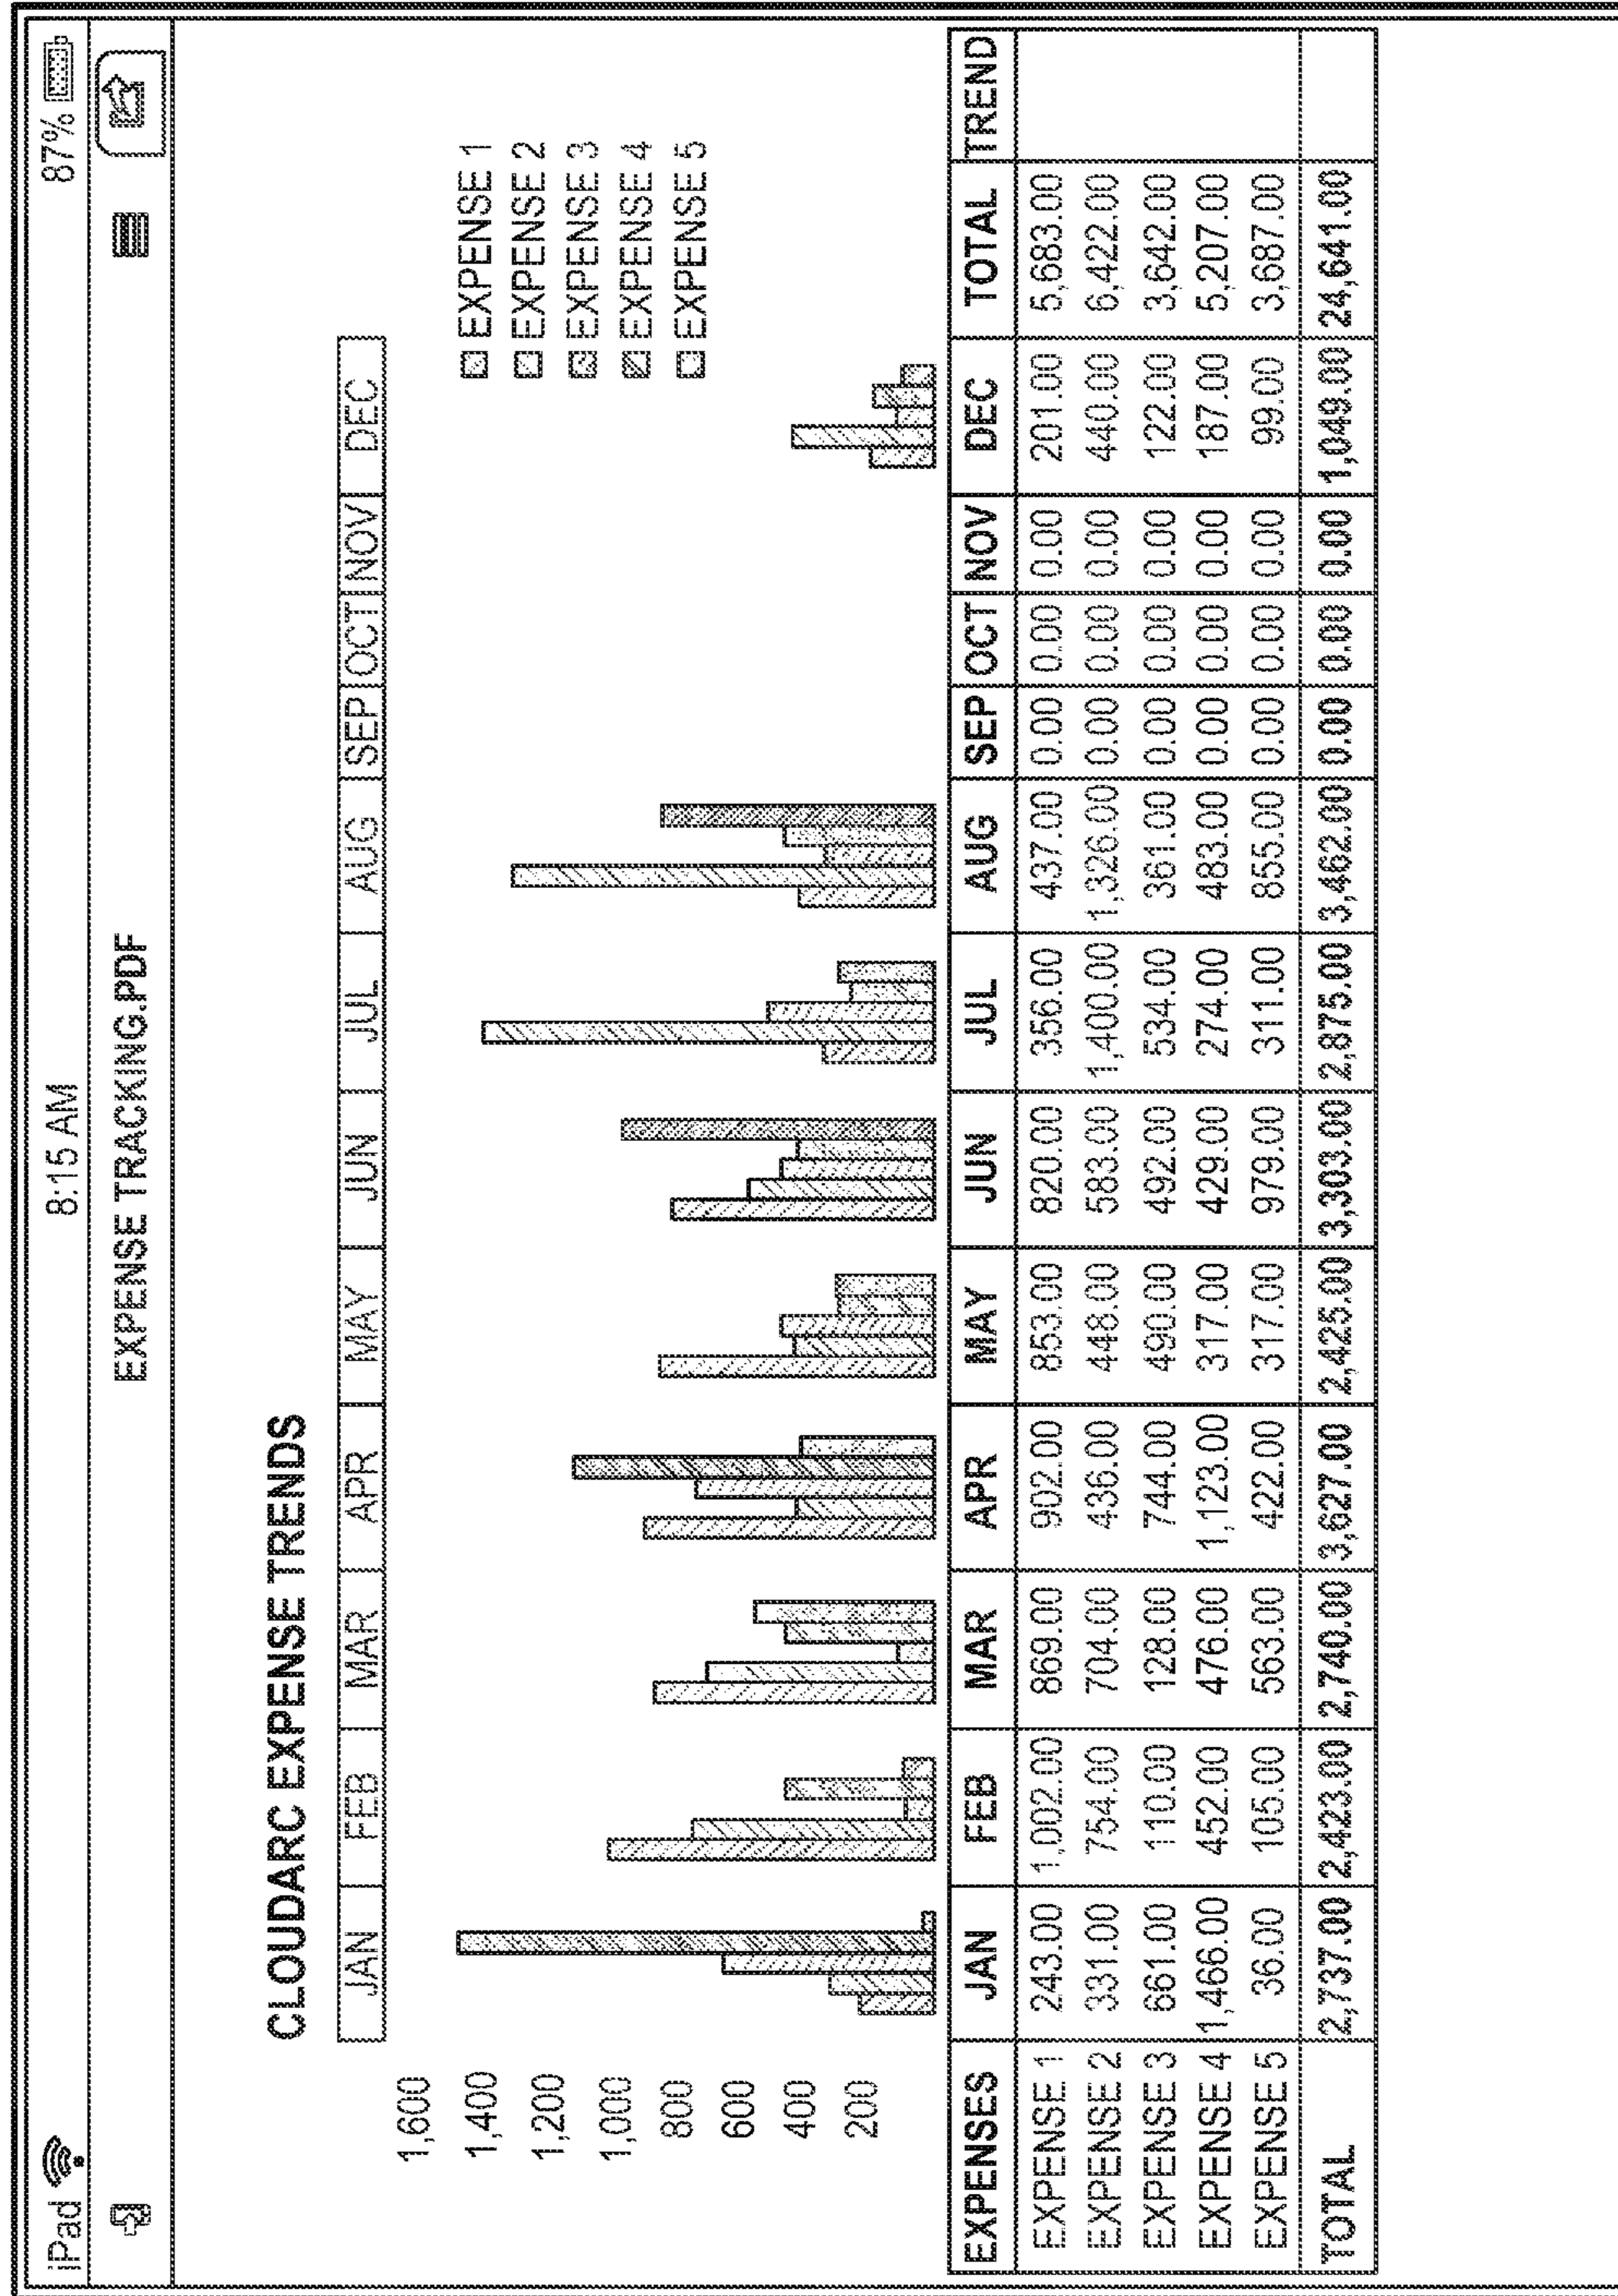 iPad 8:15 AM 87%
EXPENSE TRACKING.PDF
CLOUDARC EXPENSE TRENDS
JAN FEB MAR APR MAY JUN JUL AUG SEP OCT NOV DEC
1,600
1,400
1,200
1,000
800
600
400
200
EXPENSE 1
EXPENSE 2
EXPENSE 3
EXPENSE 4
EXPENSE 5
EXPENSES JAN FEB MAR APR MAY JUN JUL AUG SEP OCT NOV DEC TOTAL TREND
EXPENSE 1 243.00 1,002.00 869.00 902.00 853.00 820.00 356.00 437.00 0.00 0.00 0.00 201.00 5,683.00
EXPENSE 2 331.00 754.00 704.00 436.00 448.00 583.00 1,400.00 1,326.00 0.00 0.00 0.00 440.00 6,422.00
EXPENSE 3 661.00 110.00 128.00 744.00 490.00 492.00 534.00 361.00 0.00 0.00 0.00 122.00 3,642.00
EXPENSE 4 1,466.00 452.00 476.00 1,123.00 317.00 429.00 274.00 483.00 0.00 0.00 0.00 187.00 5,207.00
EXPENSE 5 36.00 105.00 563.00 422.00 317.00 979.00 311.00 855.00 0.00 0.00 0.00 99.00 3,687.00
TOTAL 2,737.00 2,423.00 2,740.00 3,627.00 2,425.00 3,303.00 2,875.00 3,462.00 0.00 0.00 0.00 1,049.00 24,641.00